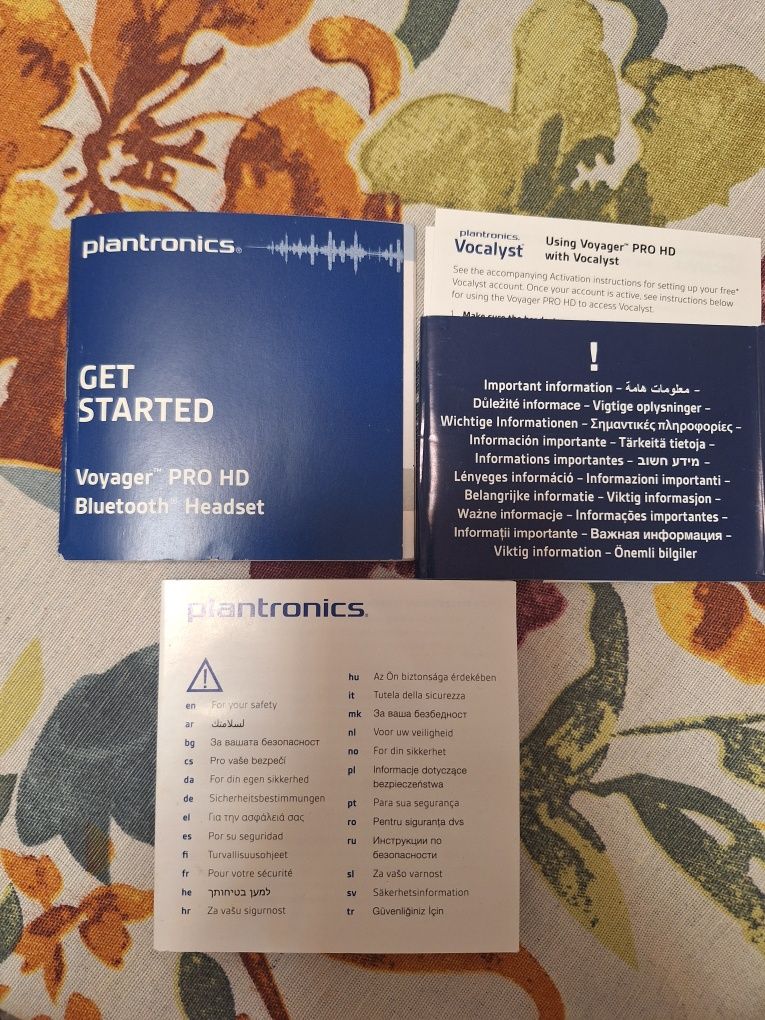 plantronics®
GET
STARTED
Voyager™ PRO HD
Bluetooth™ Headset
plantronics.
Vocalyst™
Using Voyager™ PRO HD
with Vocalyst
See the accompanying Activation instructions for setting up your free*
Vocalyst account. Once your account is active, see instructions below
for using the Voyager PRO HD to access Vocalyst.
1. Make sure the
!
Important information – معلومات هامة –
Důležité informace – Vigtige oplysninger –
Wichtige Informationen – Σημαντικές πληροφορίες –
Información importante – Tärkeitä tietoja –
Informations importantes – מידע חשוב –
Lényeges információ – Informazioni importanti –
Belangrijke informatie – Viktig informasjon –
Ważne informacje – Informações importantes –
Informații importante – Важная информация –
Viktig information – Önemli bilgiler
plantronics®
!
en For your safety
ar لسلامتك
bg За вашата безопасност
cs Pro vaše bezpečí
da For din egen sikkerhed
de Sicherheitsbestimmungen
el Για την ασφάλειά σας
es Por su seguridad
fi Turvallisuusohjeet
fr Pour votre sécurité
he למען בטיחותך
hr Za vašu sigurnost
hu Az Ön biztonsága érdekében
it Tutela della sicurezza
mk За ваша безбедност
nl Voor uw veiligheid
no For din sikkerhet
pl Informacje dotyczące
bezpieczeństwa
pt Para sua segurança
ro Pentru siguranța dvs
ru Инструкции по
безопасности
sl Za vašo varnost
sv Säkerhetsinformation
tr Güvenliğiniz İçin